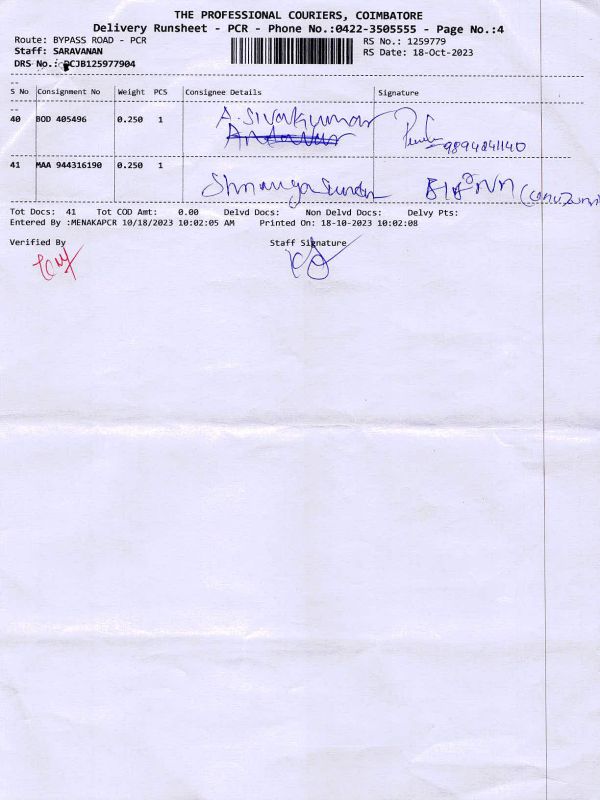 THE PROFESSIONAL COURIERS, COIMBATORE
Delivery Runsheet - PCR - Phone No.:0422-3505555 - Page No.:4
Route: BYPASS ROAD - PCR RS No.: 1259779
Staff: SARAVANAN RS Date: 18-Oct-2023
DRS No.: PCJB125977904
S No Consignment No Weight PCS Consignee Details Signature
40 BOD 405496 0.250 1 A. Sivakumar 9894241140
41 MAA 944316190 0.250 1
Tot Docs: 41 Tot COD Amt: 0.00 Delvd Docs: Non Delvd Docs: Delvy Pts:
Entered By :MENAKAPCR 10/18/2023 10:02:05 AM Printed On: 18-10-2023 10:02:08
Verified By Staff Signature